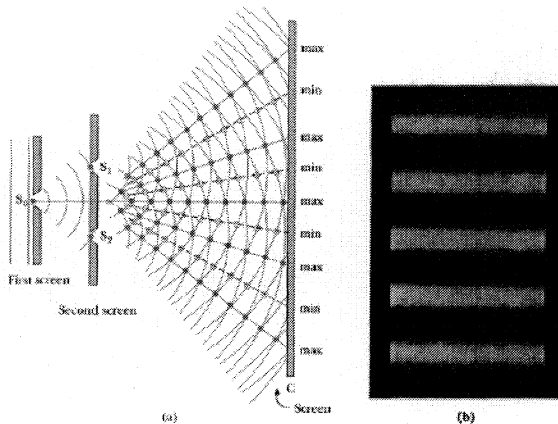 max
min
max
S₁
min
S₀
max
S₂
min
First screen
max
Second screen
min
max
C
Screen
(a)
(b)